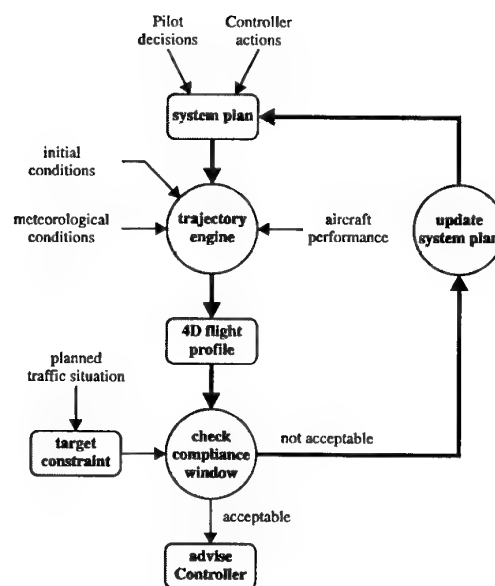 Pilot
decisions
Controller
actions
system plan
initial
conditions
meteorological
conditions
trajectory
engine
aircraft
performance
update
system plan
4D flight
profile
planned
traffic situation
target
constraint
check
compliance
window
not acceptable
acceptable
advise
Controller